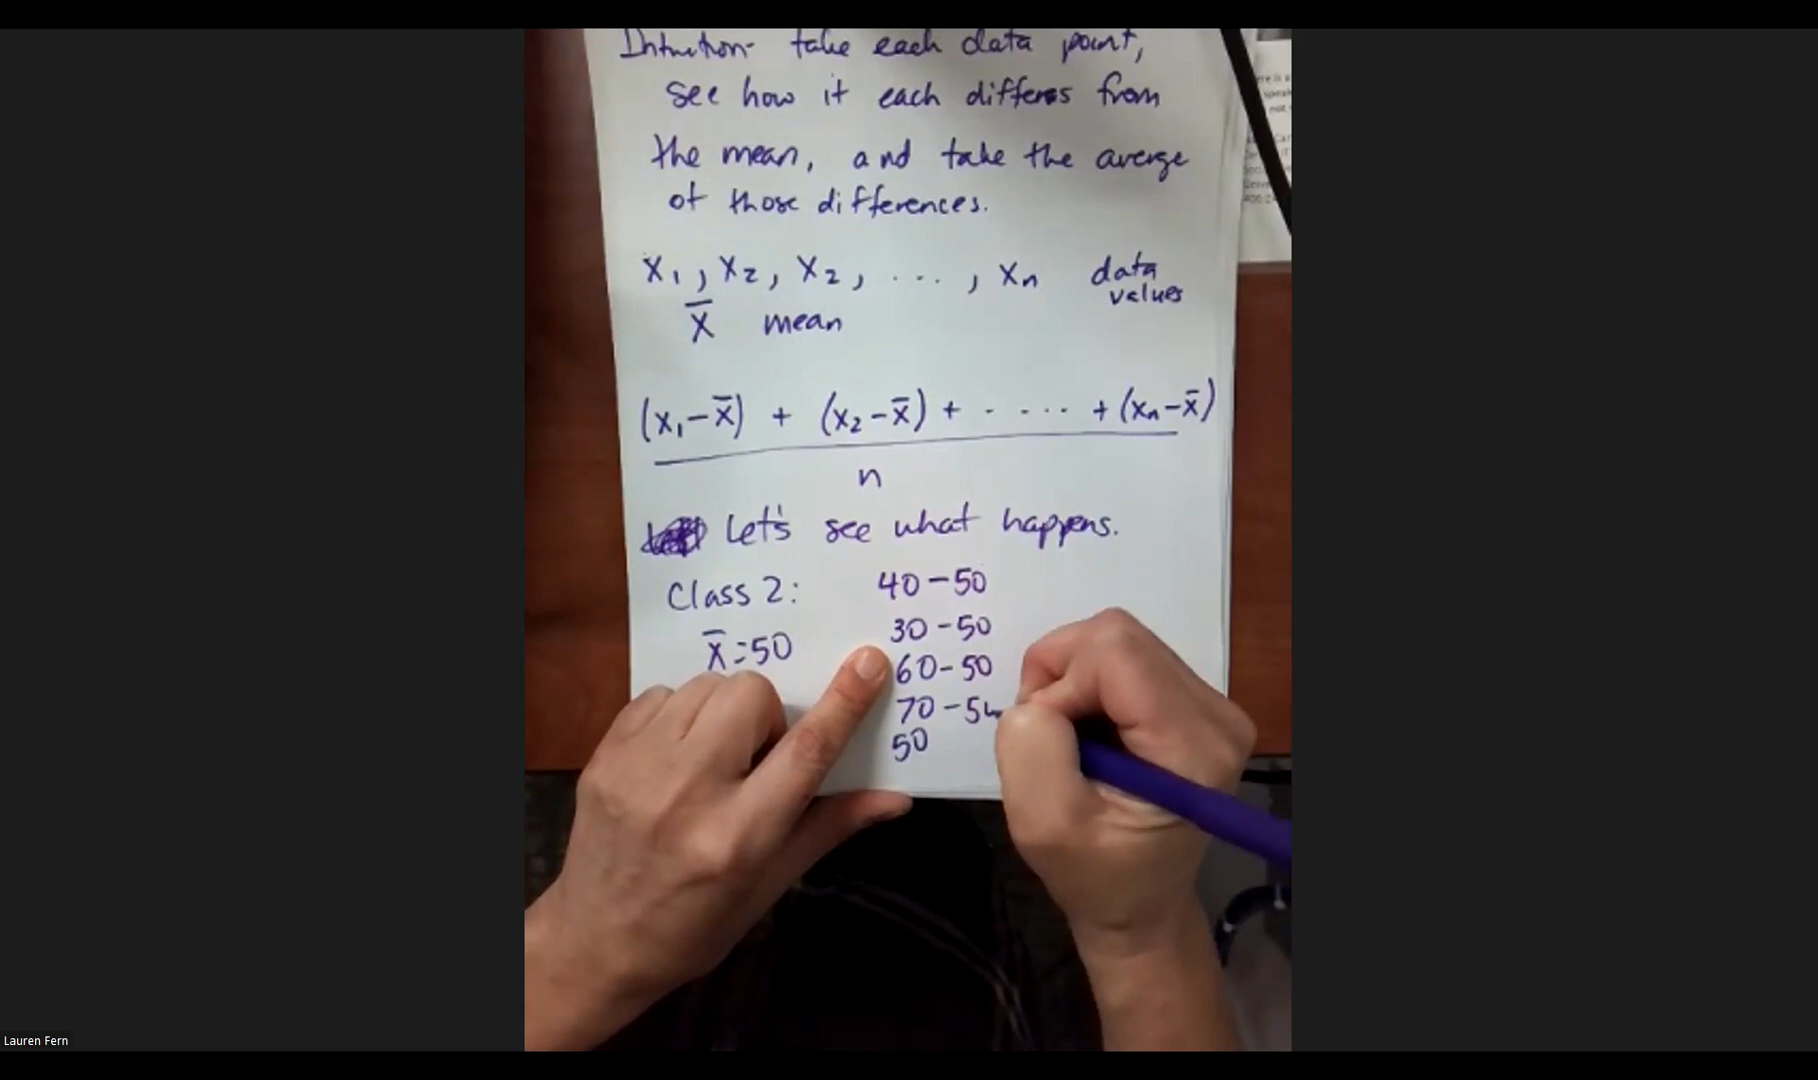 Intuition- take each data point,
see how it each differs from
the mean, and take the averge
of those differences.
x₁, x₂, x₂, ...., xn data values
x̄ mean
(x₁-x̄) + (x₂-x̄) + ..... + (xn-x̄)
n
Let's see what happens.
Class 2: 40-50
30-50
x̄=50
60-50
70-5
50
Lauren Fern